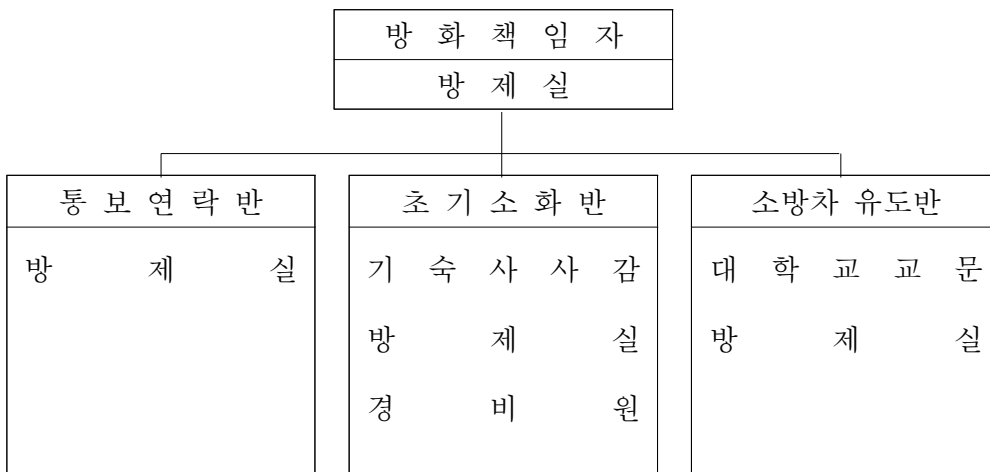 방 화 책 임 자
방 제 실
통 보 연 락 반
방 제 실
초 기 소 화 반
기 숙 사 사 감
방 제 실
경 비 원
소방차 유도반
대 학 교 교 문
방 제 실